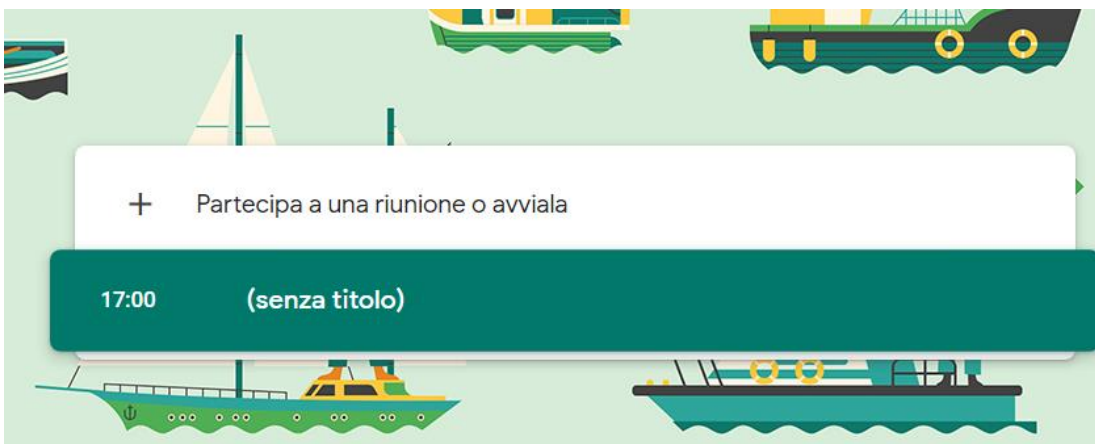 + Partecipa a una riunione o avviala
17:00 (senza titolo)